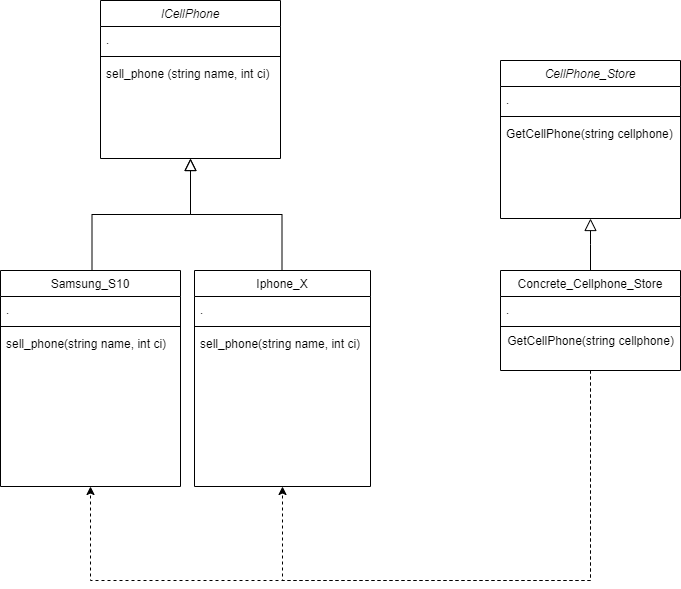 ICellPhone
.
sell_phone (string name, int ci)
CellPhone_Store
.
GetCellPhone(string cellphone)
Samsung_S10
.
sell_phone(string name, int ci)
Iphone_X
.
sell_phone(string name, int ci)
Concrete_Cellphone_Store
.
GetCellPhone(string cellphone)